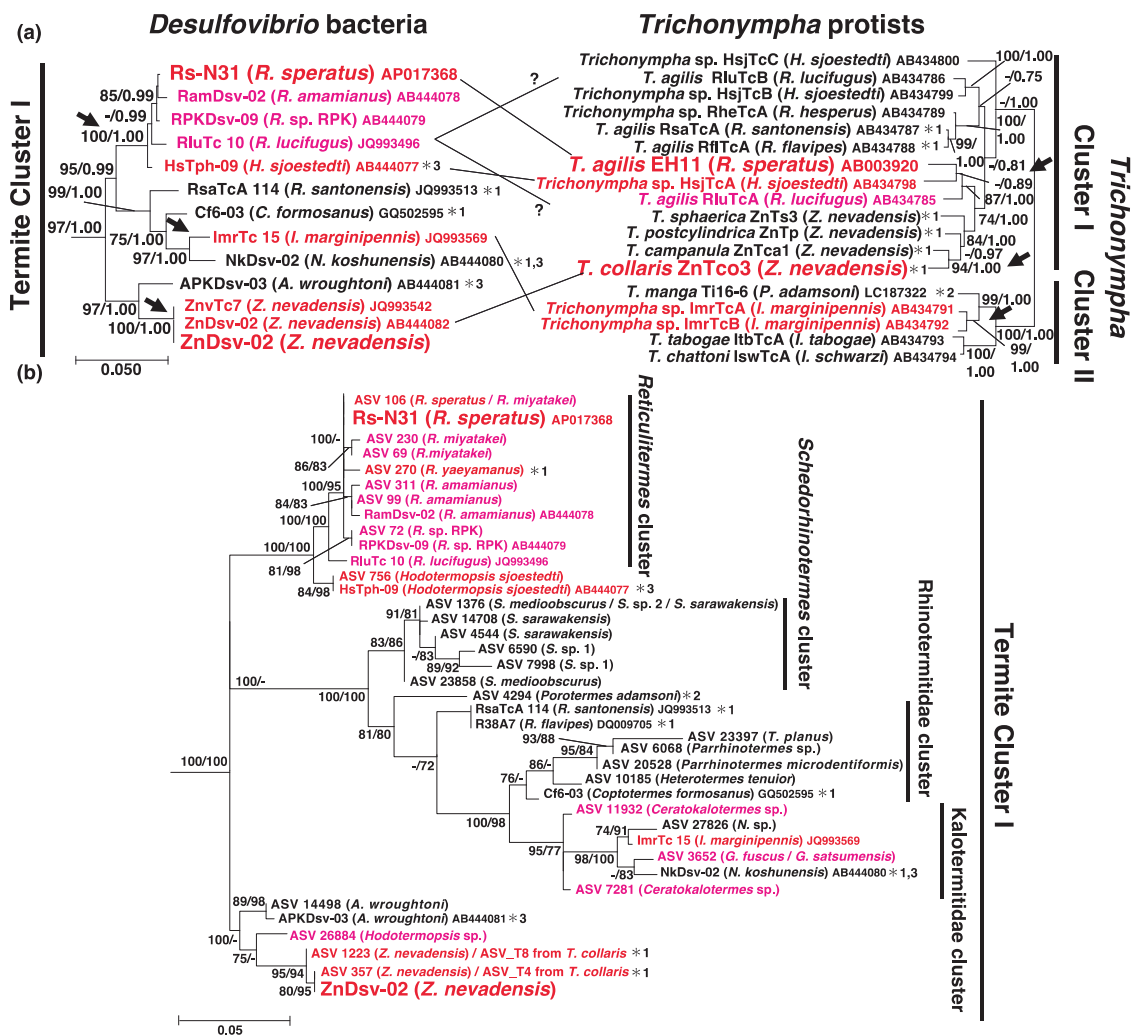 (a)
Desulfovibrio bacteria
Trichonympha protists
Termite Cluster I
Rs-N31 (R. speratus) AP017368
RamDsv-02 (R. amamianus) AB444078
RPKDsv-09 (R. sp. RPK) AB444079
RluTc 10 (R. lucifugus) JQ993496
HsTph-09 (H. sjoestedti) AB444077 *3
RsaTcA 114 (R. santonensis) JQ993513 *1
Cf6-03 (C. formosanus) GQ502595 *1
ImrTc 15 (I. marginipennis) JQ993569
NkDsv-02 (N. koshunensis) AB444080 *1,3
APKDsv-03 (A. wroughtoni) AB444081 *3
ZnvTc7 (Z. nevadensis) JQ993542
ZnDsv-02 (Z. nevadensis) AB444082
ZnDsv-02 (Z. nevadensis)
85/0.99
-/0.99
100/1.00
95/0.99
99/1.00
97/1.00
75/1.00
97/1.00
97/1.00
100/1.00
0.050
?
?
Trichonympha sp. HsjTcC (H. sjoestedti) AB434800
T. agilis RluTcB (R. lucifugus) AB434786
Trichonympha sp. HsjTcB (H. sjoestedti) AB434799
Trichonympha sp. RheTcA (R. hesperus) AB434789
T. agilis RsaTcA (R. santonensis) AB434787 *1
T. agilis RflTcA (R. flavipes) AB434788 *1
T. agilis EH11 (R. speratus) AB003920
Trichonympha sp. HsjTcA (H. sjoestedti) AB434798
T. agilis RluTcA (R. lucifugus) AB434785
T. sphaerica ZnTs3 (Z. nevadensis) *1
T. postcylindrica ZnTp (Z. nevadensis) *1
T. campanula ZnTca1 (Z. nevadensis) *1
T. collaris ZnTco3 (Z. nevadensis) *1
T. manga Ti16-6 (P. adamsoni) LC187322 *2
Trichonympha sp. ImrTcA (I. marginipennis) AB434791
Trichonympha sp. ImrTcB (I. marginipennis) AB434792
T. tabogae ItbTcA (I. tabogae) AB434793
T. chattoni IswTcA (I. schwarzi) AB434794
100/1.00
-/0.75
-/1.00
100/
1.00
99/
1.00
-/0.81
-/0.89
87/1.00
74/1.00
84/1.00
-/0.97
94/1.00
99/1.00
100/1.00
99/
1.00
100/
1.00
Cluster I
Cluster II
Trichonympha
(b)
ASV 106 (R. speratus / R. miyatakei)
Rs-N31 (R. speratus) AP017368
ASV 230 (R. miyatakei)
ASV 69 (R.miyatakei)
ASV 270 (R. yaeyamanus) *1
ASV 311 (R. amamianus)
ASV 99 (R. amamianus)
RamDsv-02 (R. amamianus) AB444078
ASV 72 (R. sp. RPK)
RPKDsv-09 (R. sp. RPK) AB444079
RluTc 10 (R. lucifugus) JQ993496
ASV 756 (Hodotermopsis sjoestedti)
HsTph-09 (Hodotermopsis sjoestedti) AB444077 *3
ASV 1376 (S. medioobscurus / S. sp. 2 / S. sarawakensis)
ASV 14708 (S. sarawakensis)
ASV 4544 (S. sarawakensis)
ASV 6590 (S. sp. 1)
ASV 7998 (S. sp. 1)
ASV 23858 (S. medioobscurus)
ASV 4294 (Porotermes adamsoni)*2
RsaTcA 114 (R. santonensis) JQ993513 *1
R38A7 (R. flavipes) DQ009705 *1
ASV 23397 (T. planus)
ASV 6068 (Parrhinotermes sp.)
ASV 20528 (Parrhinotermes microdentiformis)
ASV 10185 (Heterotermes tenuior)
Cf6-03 (Coptotermes formosanus) GQ502595 *1
ASV 11932 (Ceratokalotermes sp.)
ASV 27826 (N. sp.)
ImrTc 15 (I. marginipennis) JQ993569
ASV 3652 (G. fuscus / G. satsumensis)
NkDsv-02 (N. koshunensis) AB444080 *1,3
ASV 7281 (Ceratokalotermes sp.)
ASV 14498 (A. wroughtoni)
APKDsv-03 (A. wroughtoni) AB444081 *3
ASV 26884 (Hodotermopsis sp.)
ASV 1223 (Z. nevadensis) / ASV_T8 from T. collaris *1
ASV 357 (Z. nevadensis) / ASV_T4 from T. collaris *1
ZnDsv-02 (Z. nevadensis)
100/-
86/83
100/95
84/83
100/100
100/100
81/98
84/98
91/81
83/86
-/83
89/92
100/-
100/100
81/80
93/88
95/84
-/72
86/-
76/-
100/100
100/98
74/91
95/77
98/100
-/83
89/98
100/-
75/-
95/94
80/95
0.05
Reticulitermes cluster
Schedorhinotermes cluster
Rhinotermitidae cluster
Kalotermitidae cluster
Termite Cluster I